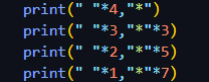 print(" "*4,"*")
print(" "*3,"*"*3)
print(" "*2,"*"*5)
print(" "*1,"*"*7)